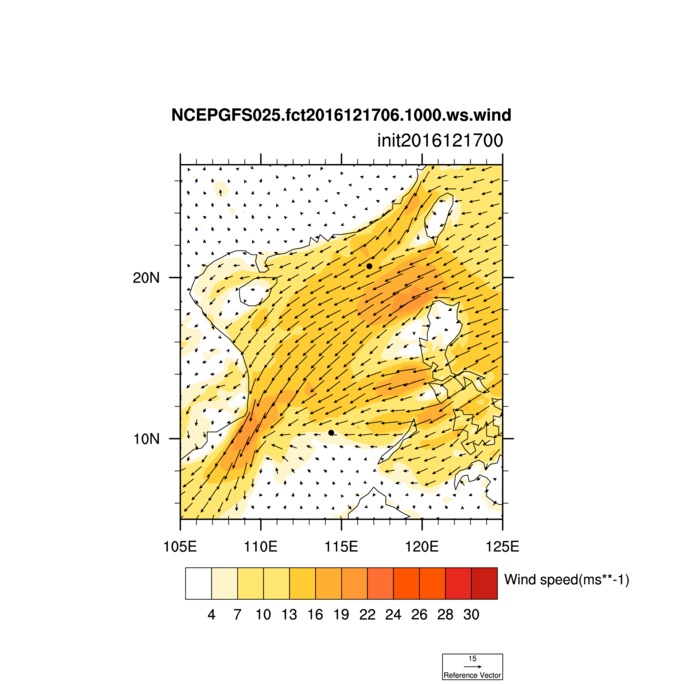 NCEPGFS025.fct2016121706.1000.ws.wind
init2016121700
20N
10N
105E 110E 115E 120E 125E
4 7 10 13 16 19 22 24 26 28 30
Wind speed(ms**-1)
15
Reference Vector